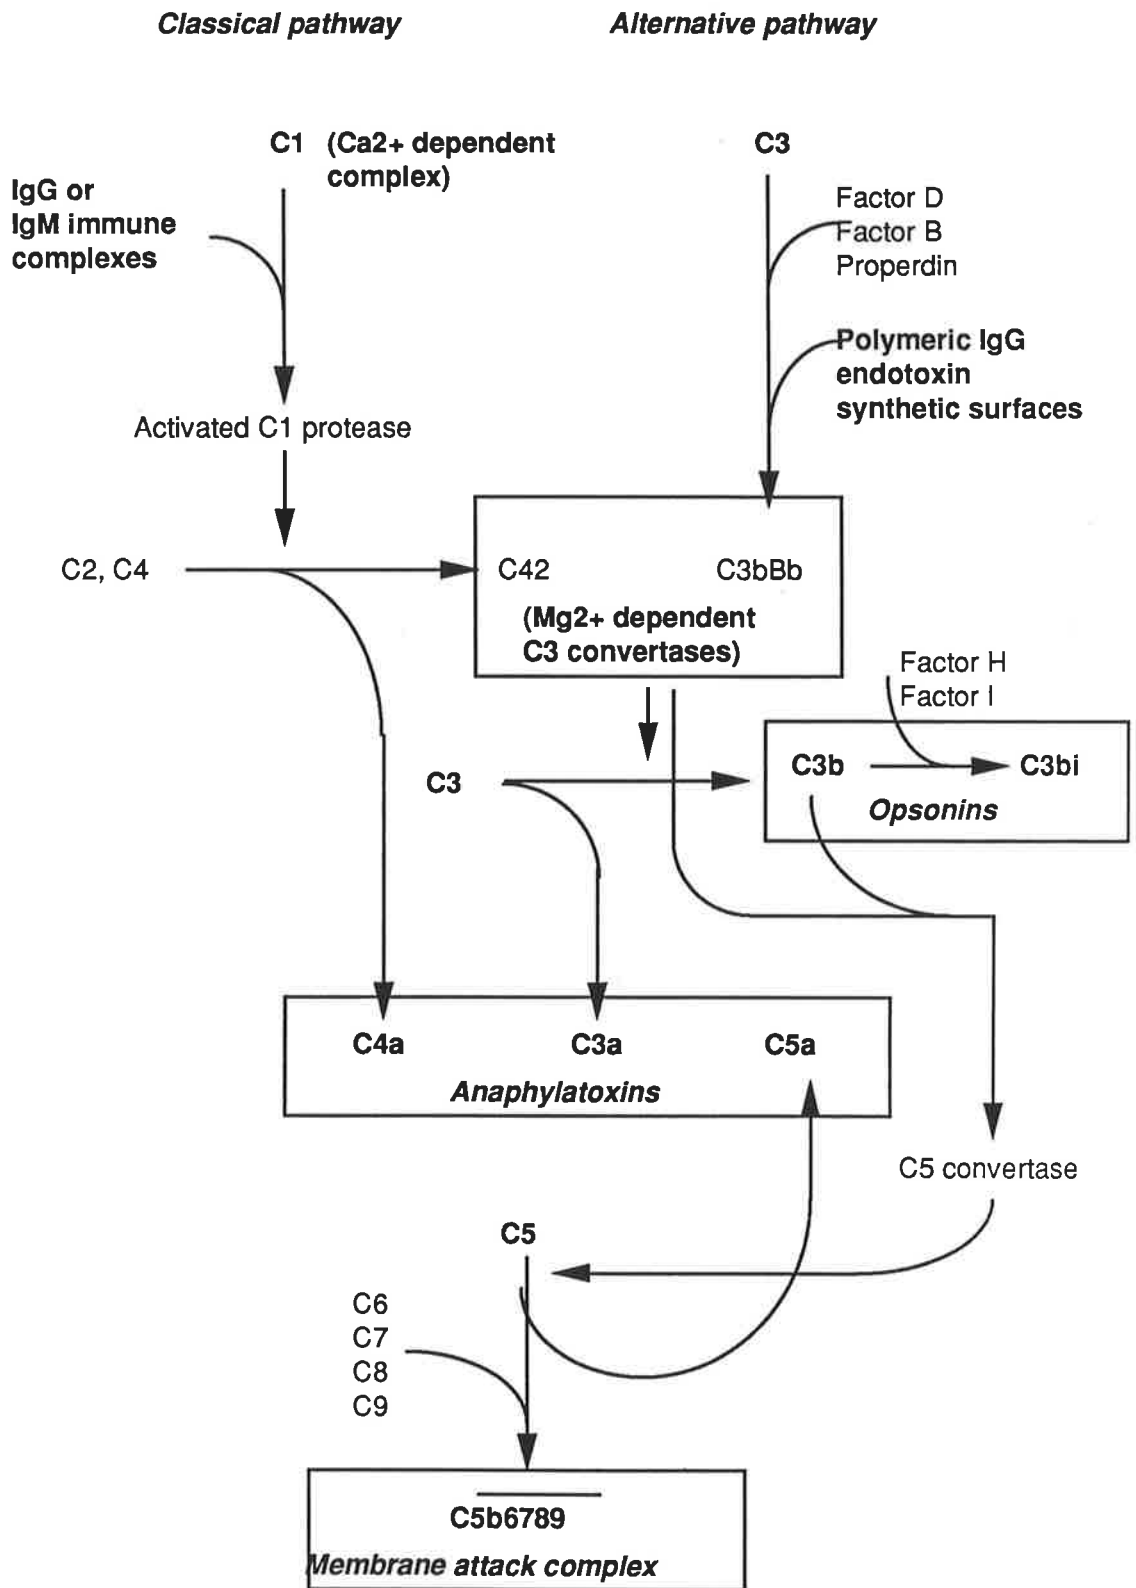 Classical pathway
Alternative pathway
C1 (Ca2+ dependent
complex)
C3
IgG or
IgM immune
complexes
Factor D
Factor B
Properdin
Polymeric IgG
endotoxin
synthetic surfaces
Activated C1 protease
C2, C4
C42
C3bBb
(Mg2+ dependent
C3 convertases)
Factor H
Factor I
C3
C3b
C3bi
Opsonins
C4a
C3a
C5a
Anaphylatoxins
C5 convertase
C5
C6
C7
C8
C9
C5b6789
Membrane attack complex